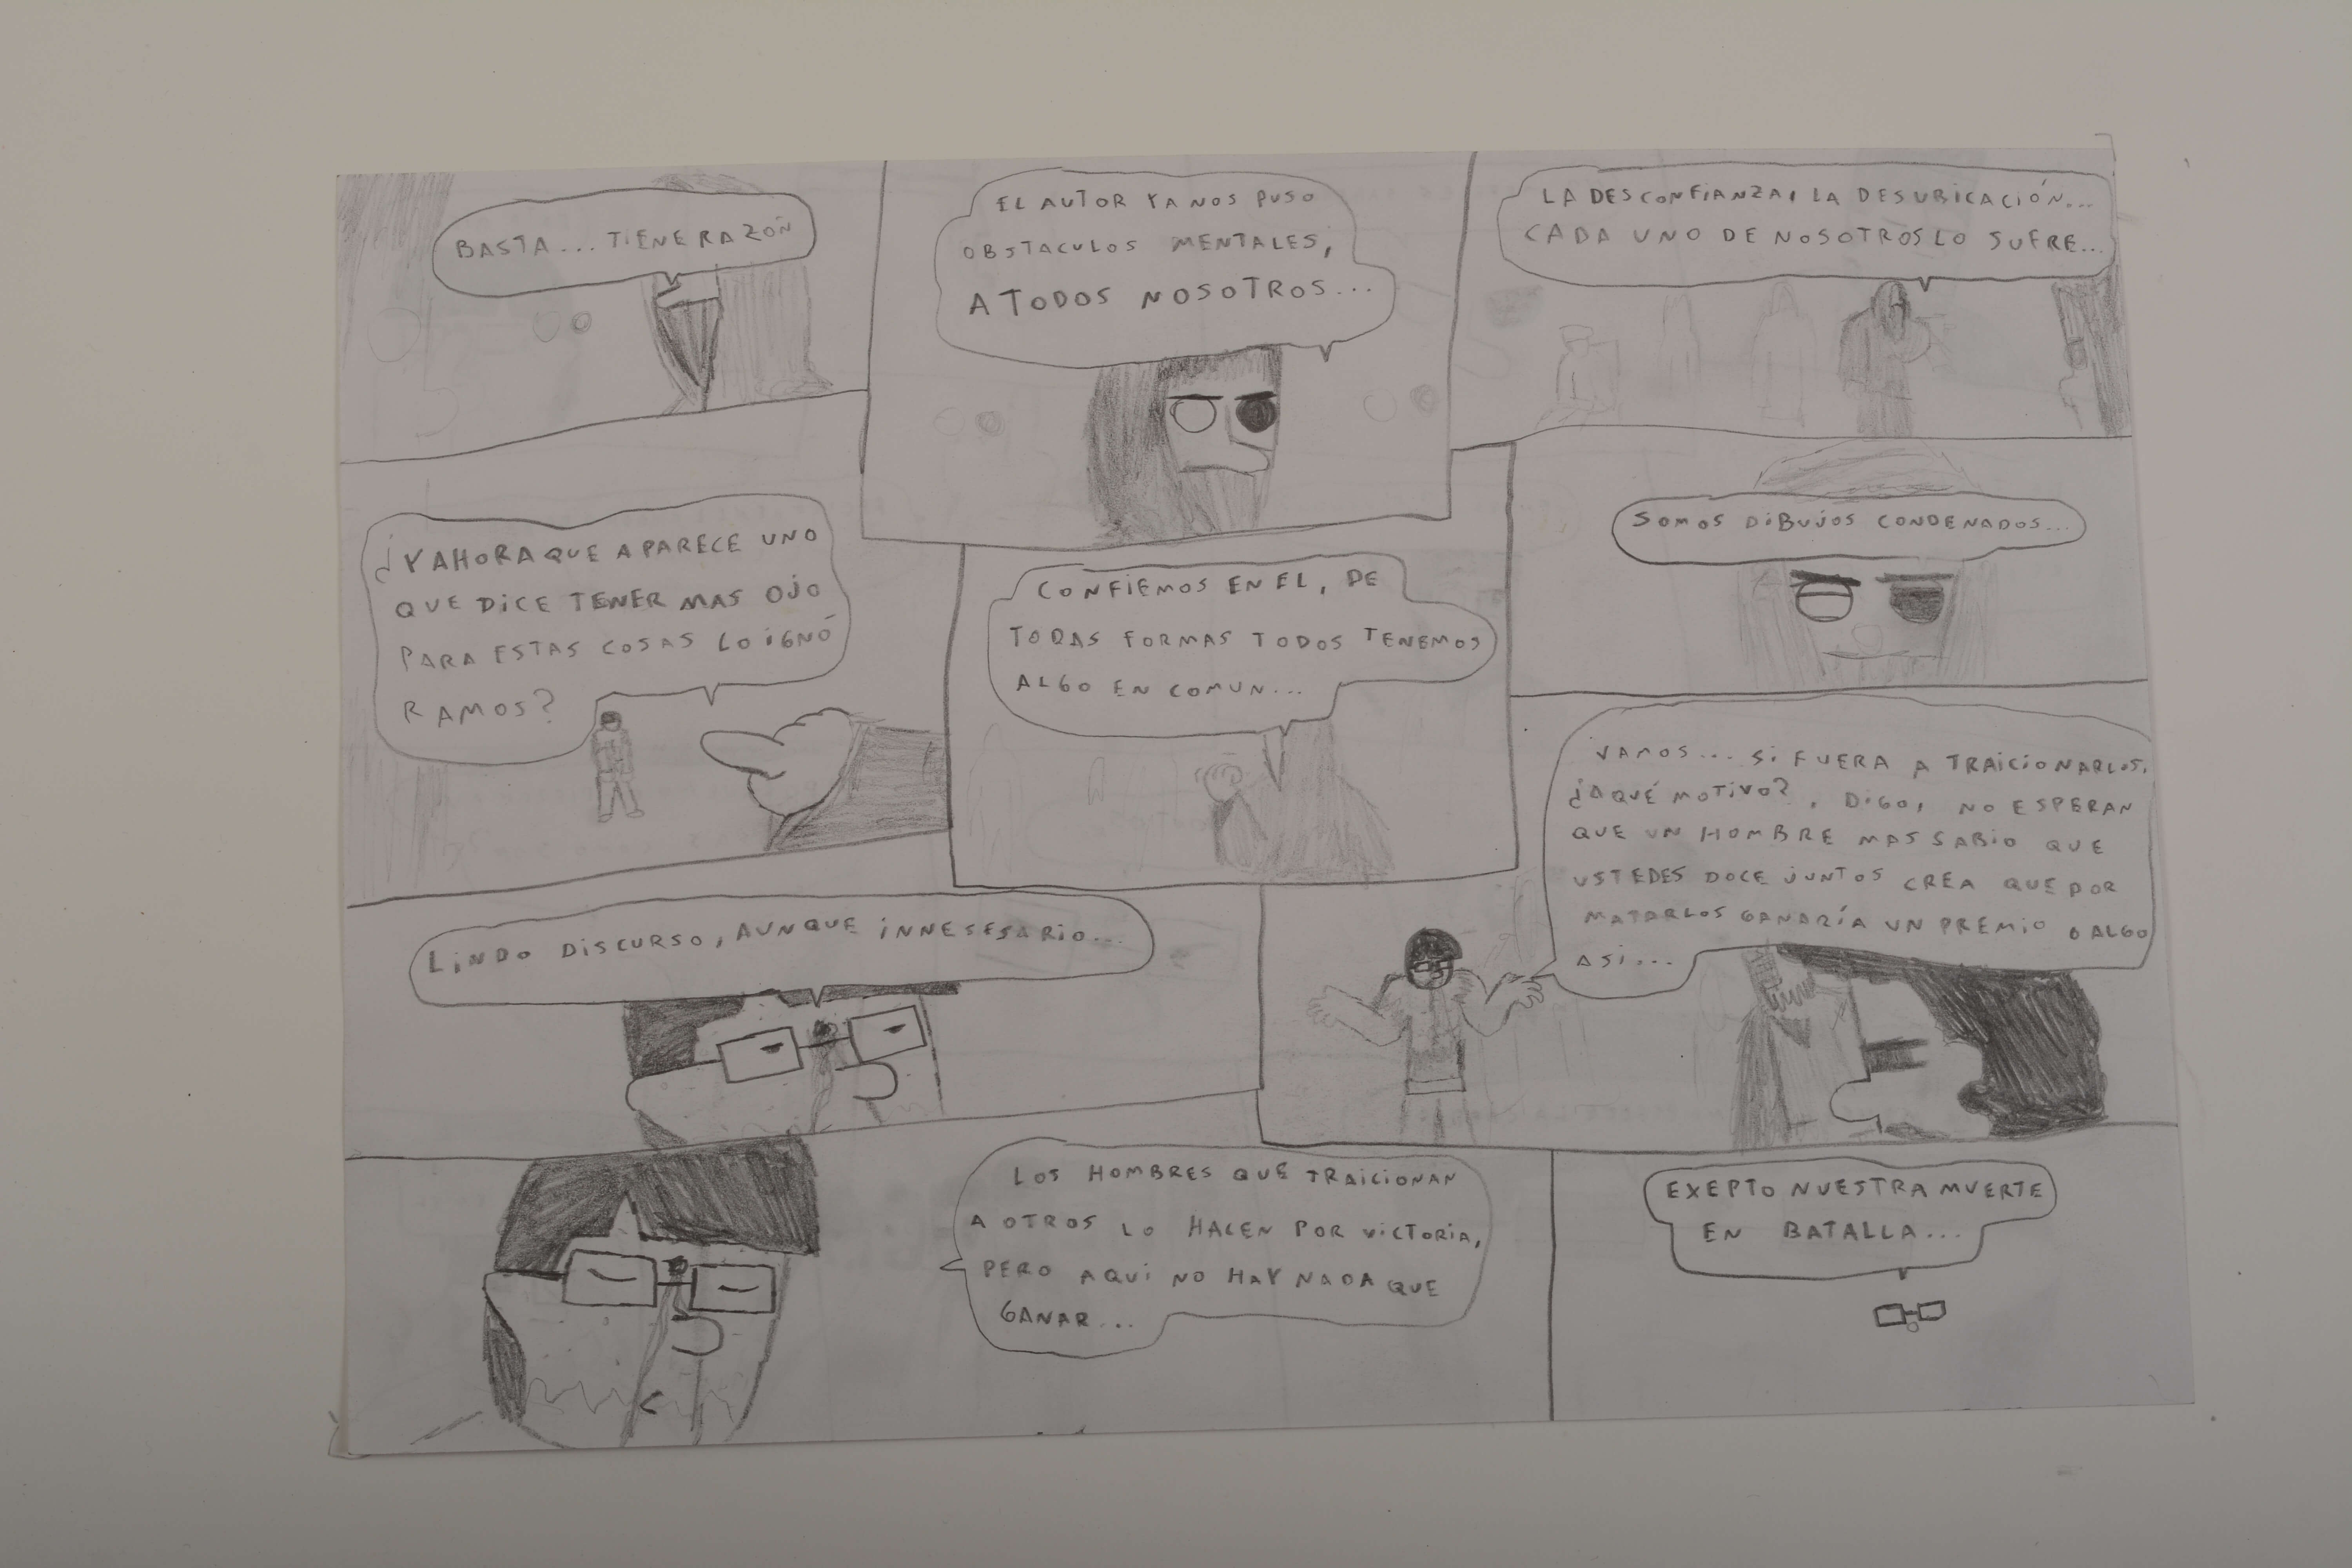 BASTA... TIENE RAZÓN
EL AUTOR YA NOS PUSO
OBSTACULOS MENTALES,
A TODOS NOSOTROS...
LA DESCONFIANZA, LA DESUBICACIÓN...
CADA UNO DE NOSOTROS LO SUFRE...
¿Y AHORA QUE APARECE UNO
QUE DICE TENER MAS OJO
PARA ESTAS COSAS LO IGNÓ
RAMOS?
CONFIEMOS EN EL, DE
TODAS FORMAS TODOS TENEMOS
ALGO EN COMUN...
SOMOS DIBUJOS CONDENADOS...
LINDO DISCURSO, AUNQUE INNESESARIO...
VAMOS... SI FUERA A TRAICIONARLOS,
¿A QUÉ MOTIVO?, DIGO, NO ESPERAN
QUE UN HOMBRE MAS SABIO QUE
USTEDES DOCE JUNTOS CREA QUE POR
MATARLOS GANARÍA UN PREMIO O ALGO
ASI...
LOS HOMBRES QUE TRAICIONAN
A OTROS LO HACEN POR VICTORIA,
PERO AQUI NO HAY NADA QUE
GANAR...
EXEPTO NUESTRA MUERTE
EN BATALLA...